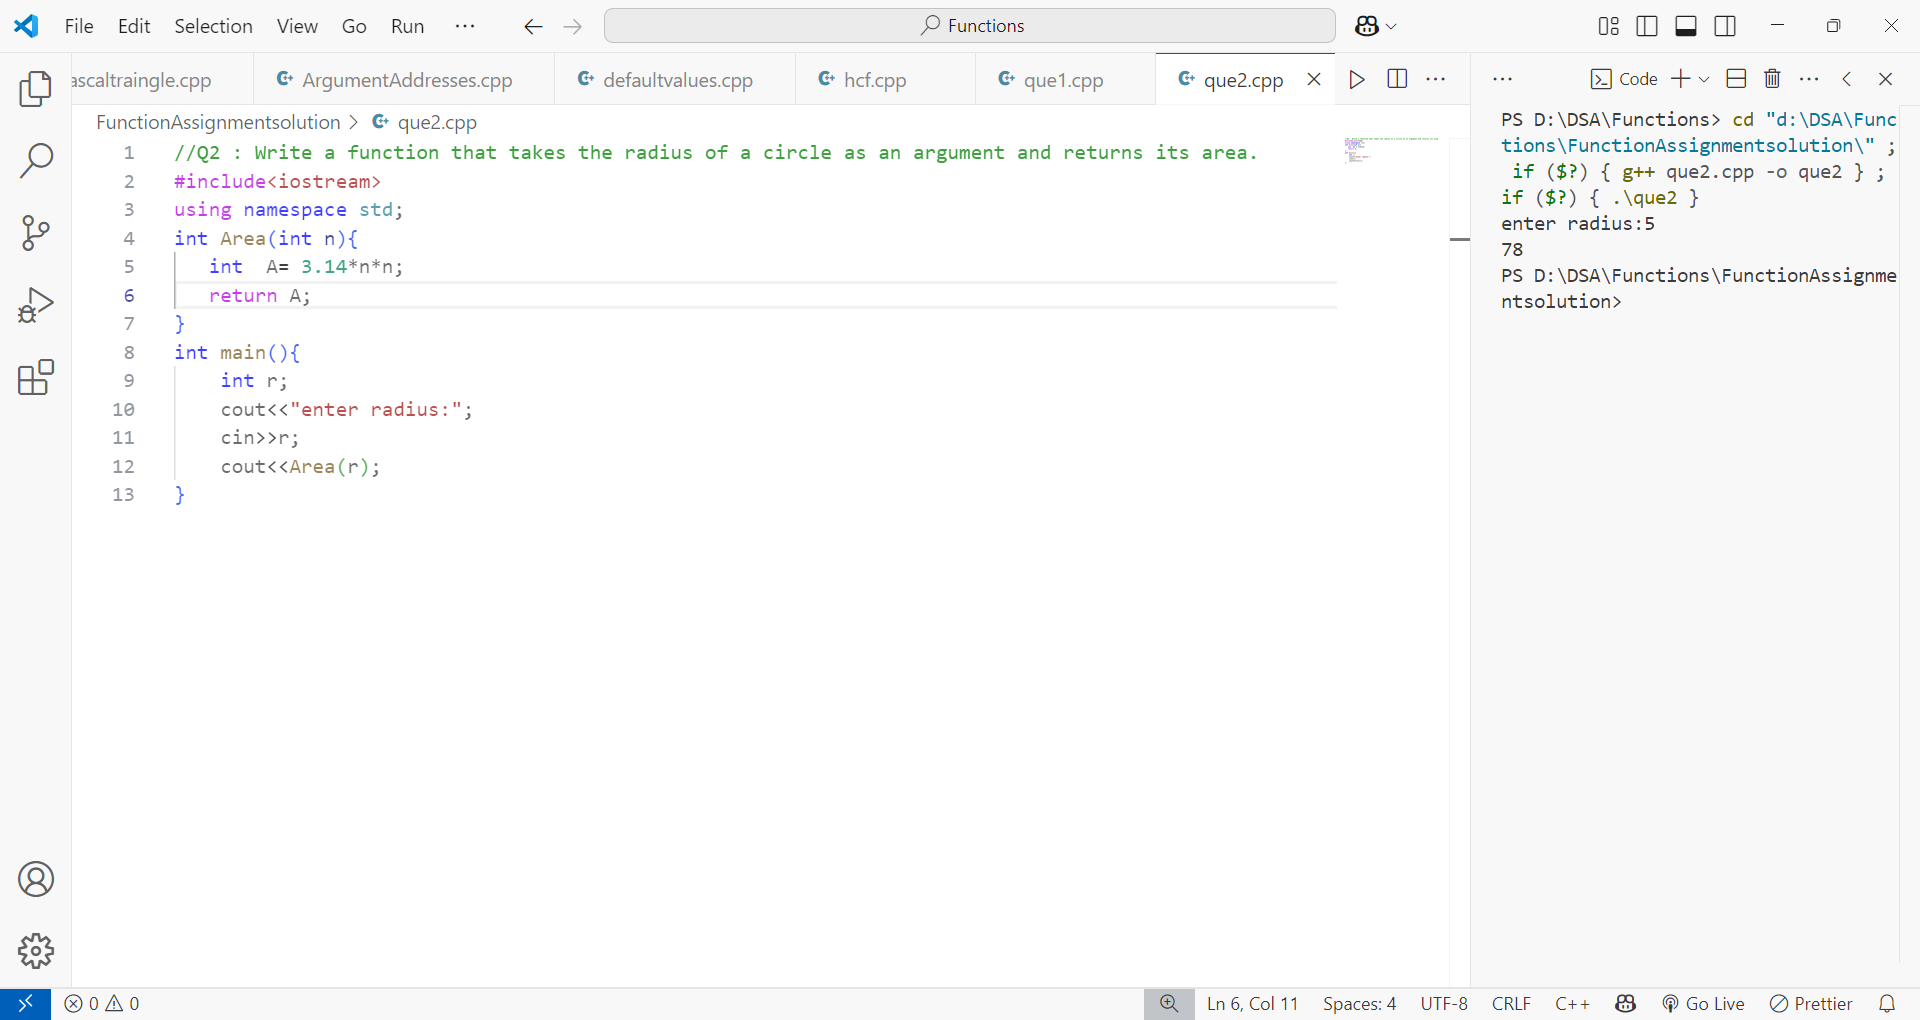 File Edit Selection View Go Run ··· Functions
ascaltraingle.cpp ArgumentAddresses.cpp defaultvalues.cpp hcf.cpp que1.cpp que2.cpp Code
FunctionAssignmentsolution > que2.cpp
1 //Q2 : Write a function that takes the radius of a circle as an argument and returns its area.
2 #include<iostream>
3 using namespace std;
4 int Area(int n){
5    int  A= 3.14*n*n;
6    return A;
7 }
8 int main(){
9     int r;
10     cout<<"enter radius:";
11     cin>>r;
12     cout<<Area(r);
13 }
PS D:\DSA\Functions> cd "d:\DSA\Func
tions\FunctionAssignmentsolution\" ;
 if ($?) { g++ que2.cpp -o que2 } ;
if ($?) { .\que2 }
enter radius:5
78
PS D:\DSA\Functions\FunctionAssignme
ntsolution>
0 0 Ln 6, Col 11 Spaces: 4 UTF-8 CRLF C++ Go Live Prettier